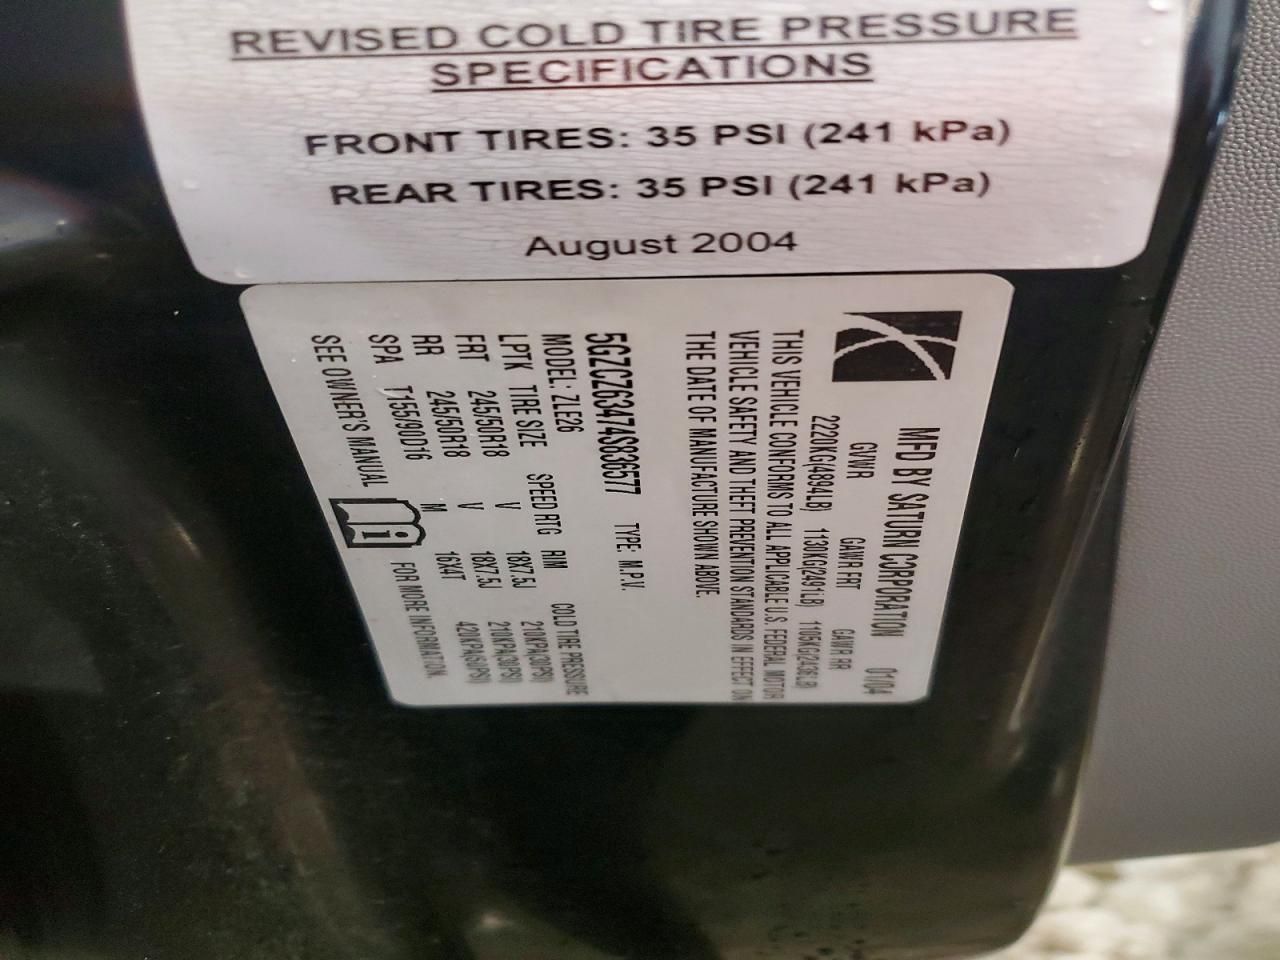 REVISED COLD TIRE PRESSURE
SPECIFICATIONS
FRONT TIRES: 35 PSI (241 kPa)
REAR TIRES: 35 PSI (241 kPa)
August 2004
MFD BY SATURN CORPORATION 01/04
GVWR GAWR FRT GAWR RR
2220KG(4894LB) 1130KG(2491LB) 1105KG(2436LB)
THIS VEHICLE CONFORMS TO ALL APPLICABLE U.S. FEDERAL MOTOR
VEHICLE SAFETY AND THEFT PREVENTION STANDARDS IN EFFECT ON
THE DATE OF MANUFACTURE SHOWN ABOVE.
5GZCZ63474S836577 TYPE: M.P.V.
MODEL: ZLF26
LPTK TIRE SIZE SPEED RTG RIM COLD TIRE PRESSURE
FRT 245/50R18 V 18X7.5J 210KPA(30PSI)
RR 245/50R18 V 18X7.5J 210KPA(30PSI)
SPA T155/90D16 M 16X4T 420KPA(60PSI)
SEE OWNER'S MANUAL i FOR MORE INFORMATION.